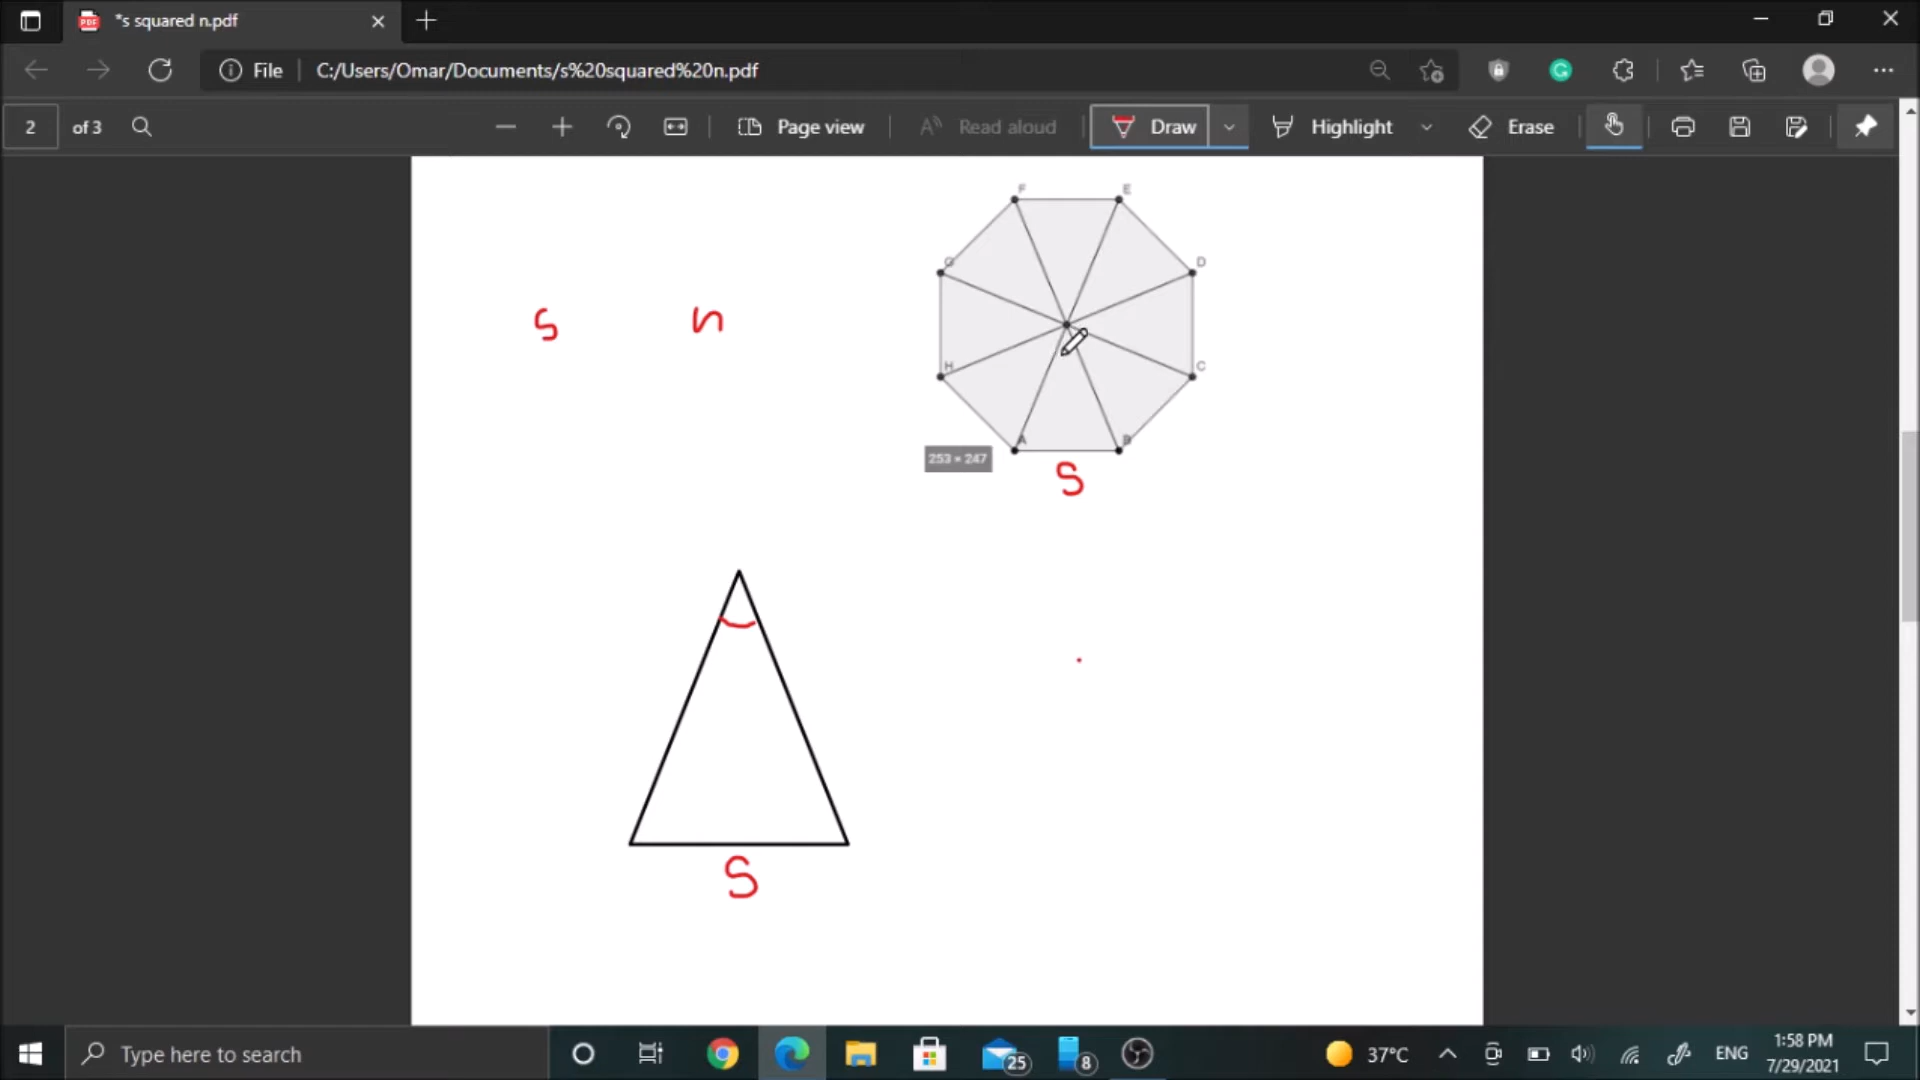 *s squared n.pdf
File C:/Users/Omar/Documents/s%20squared%20n.pdf
2 of 3 Page view Read aloud Draw Highlight Erase
F E
G D
s n
H C
A B
253 × 247
S
S
Type here to search 25 8 37°C ENG 1:58 PM
7/29/2021